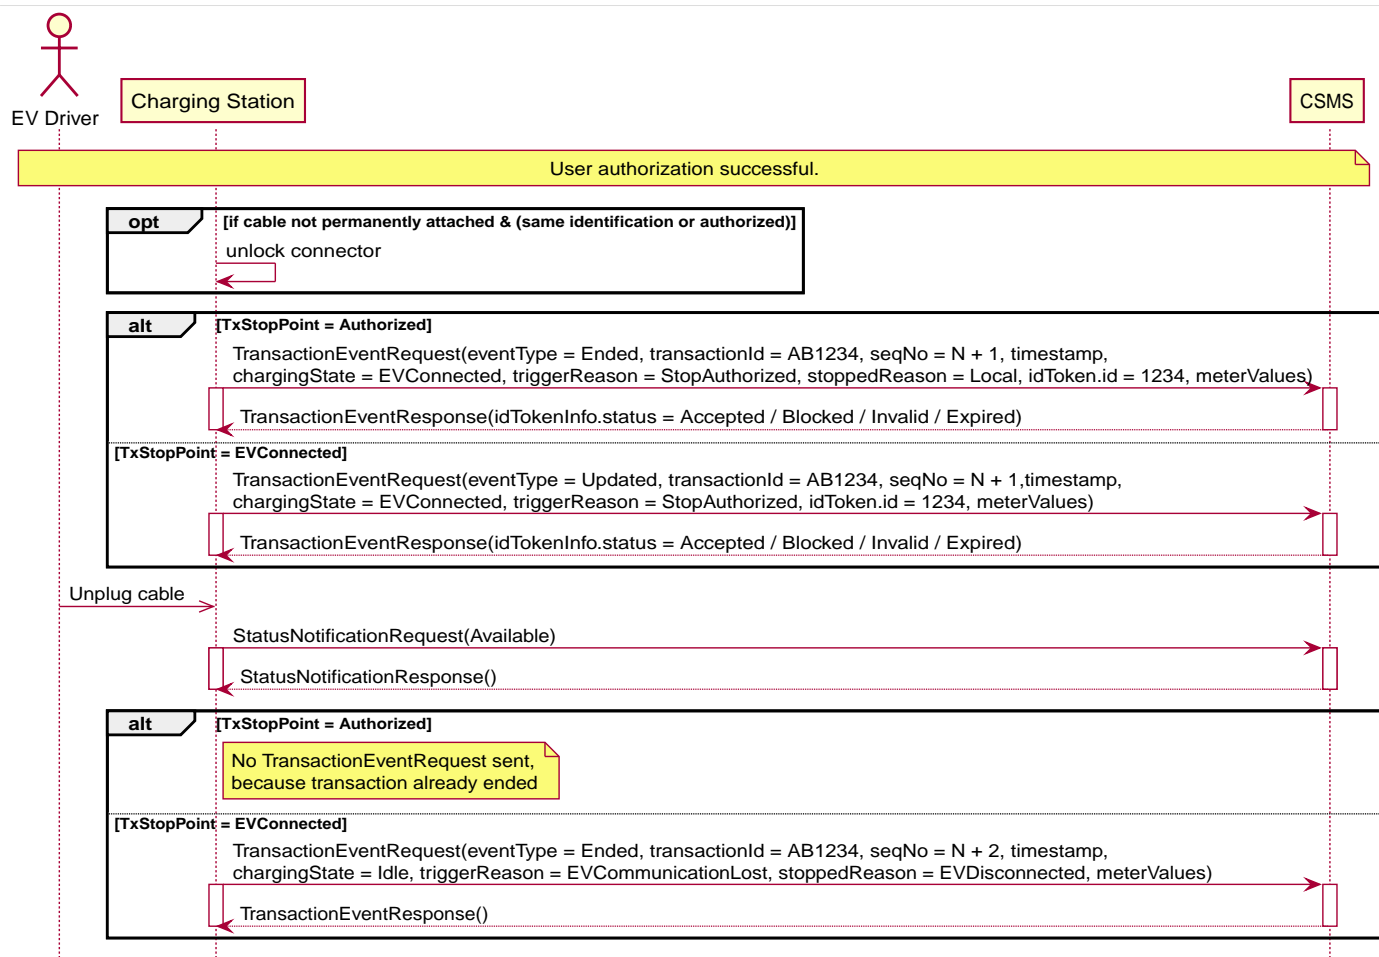 EV Driver
Charging Station
CSMS
User authorization successful.
opt
[if cable not permanently attached & (same identification or authorized)]
unlock connector
alt
[TxStopPoint = Authorized]
TransactionEventRequest(eventType = Ended, transactionId = AB1234, seqNo = N + 1, timestamp,
chargingState = EVConnected, triggerReason = StopAuthorized, stoppedReason = Local, idToken.id = 1234, meterValues)
TransactionEventResponse(idTokenInfo.status = Accepted / Blocked / Invalid / Expired)
[TxStopPoint = EVConnected]
TransactionEventRequest(eventType = Updated, transactionId = AB1234, seqNo = N + 1,timestamp,
chargingState = EVConnected, triggerReason = StopAuthorized, idToken.id = 1234, meterValues)
TransactionEventResponse(idTokenInfo.status = Accepted / Blocked / Invalid / Expired)
Unplug cable
StatusNotificationRequest(Available)
StatusNotificationResponse()
alt
[TxStopPoint = Authorized]
No TransactionEventRequest sent,
because transaction already ended
[TxStopPoint = EVConnected]
TransactionEventRequest(eventType = Ended, transactionId = AB1234, seqNo = N + 2, timestamp,
chargingState = Idle, triggerReason = EVCommunicationLost, stoppedReason = EVDisconnected, meterValues)
TransactionEventResponse()